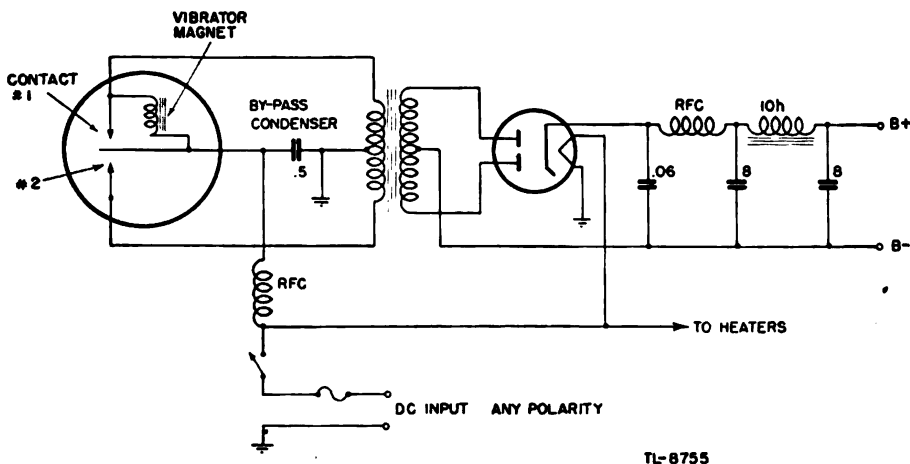 VIBRATOR
MAGNET
CONTACT
#1
BY-PASS
CONDENSER
RFC
10h
B+
#2
.5
.06
8
8
B-
RFC
TO HEATERS
DC INPUT ANY POLARITY
TL-8755